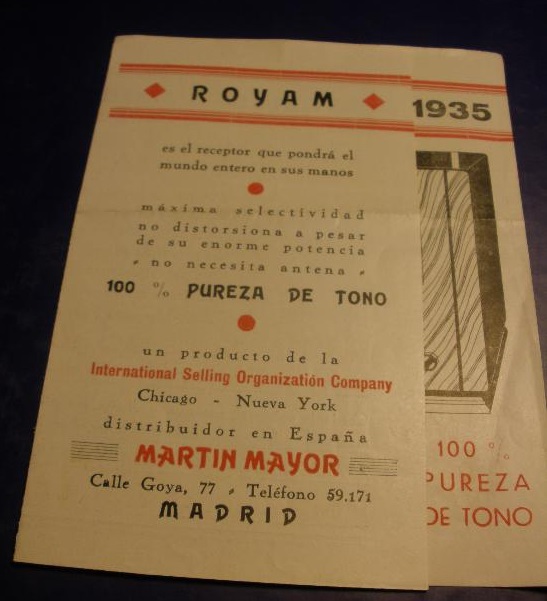 ROYAM
es el receptor que pondrá el
mundo entero en sus manos
máxima selectividad
no distorsiona a pesar
de su enorme potencia
no necesita antena
100 % PUREZA DE TONO
un producto de la
International Selling Organizatión Company
Chicago - Nueva York
distribuidor en España
MARTIN MAYOR
Calle Goya, 77 Teléfono 59.171
MADRID
1935
100 %
PUREZA
DE TONO